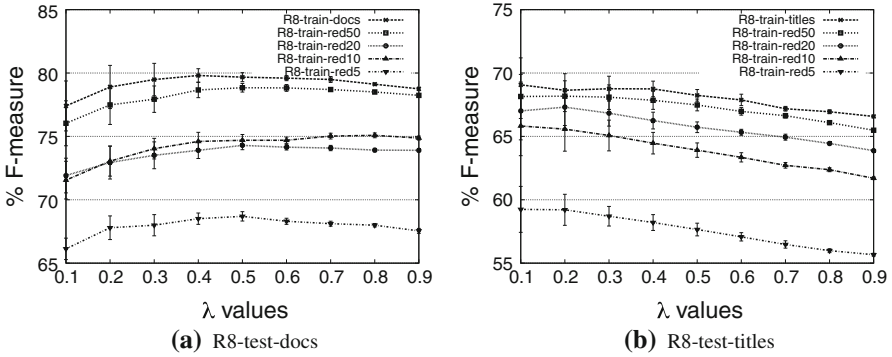 % F-measure
80
75
70
65
R8-train-docs
R8-train-red50
R8-train-red20
R8-train-red10
R8-train-red5
0.1 0.2 0.3 0.4 0.5 0.6 0.7 0.8 0.9
λ values
(a) R8-test-docs
% F-measure
75
70
65
60
55
R8-train-titles
R8-train-red50
R8-train-red20
R8-train-red10
R8-train-red5
0.1 0.2 0.3 0.4 0.5 0.6 0.7 0.8 0.9
λ values
(b) R8-test-titles